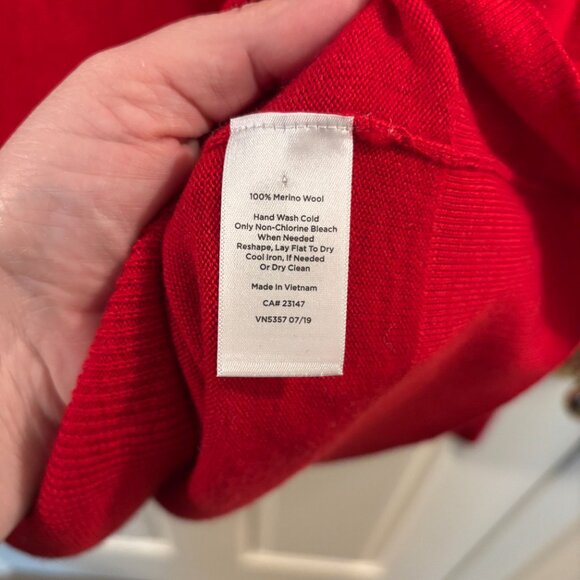 100% Merino Wool
Hand Wash Cold
Only Non-Chlorine Bleach
When Needed
Reshape, Lay Flat To Dry
Cool Iron, If Needed
Or Dry Clean
Made in Vietnam
CA# 23147
VN5357 07/19